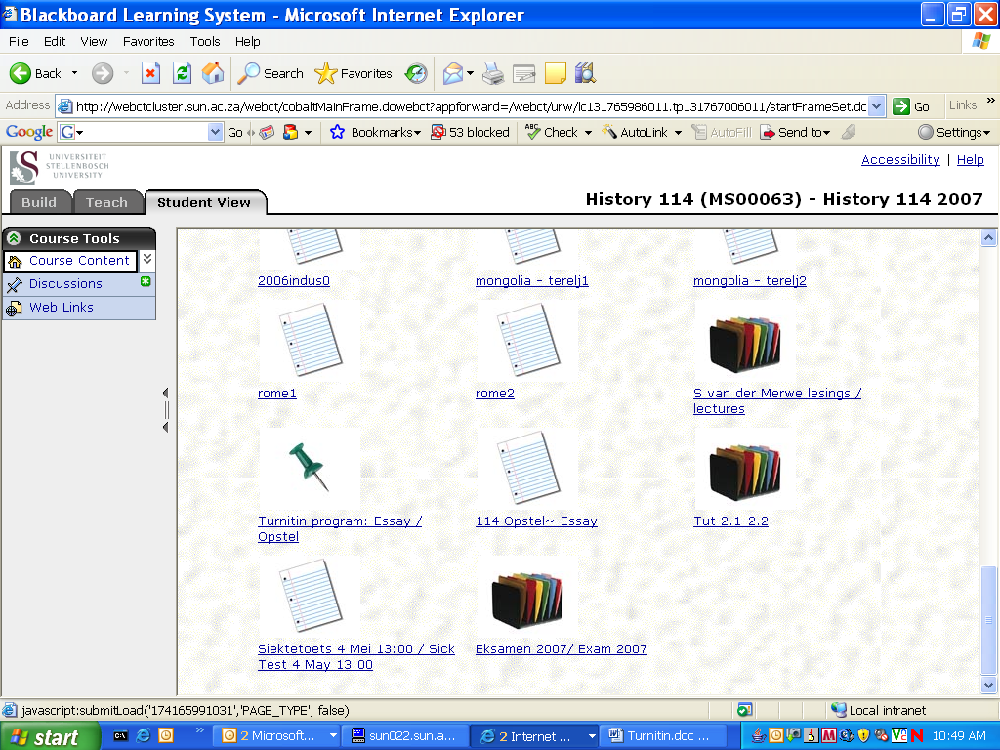 Blackboard Learning System - Microsoft Internet Explorer
File Edit View Favorites Tools Help
Back Search Favorites
Address http://webctcluster.sun.ac.za/webct/cobaltMainFrame.dowebct?appforward=/webct/urw/lc131765986011.tp131767006011/startFrameSet.dc Go Links »
Google G Go Bookmarks 53 blocked ABC Check AutoLink AutoFill Send to Settings
UNIVERSITEIT
STELLENBOSCH
UNIVERSITY
Accessibility | Help
Build Teach Student View
History 114 (MS00063) - History 114 2007
Course Tools
Course Content
Discussions
Web Links
2006indus0 mongolia - terelj1 mongolia - terelj2
rome1 rome2 S van der Merwe lesings /
lectures
Turnitin program: Essay /
Opstel
114 Opstel~ Essay Tut 2.1-2.2
Siektetoets 4 Mei 13:00 / Sick
Test 4 May 13:00
Eksamen 2007/ Exam 2007
javascript:submitLoad('174165991031','PAGE_TYPE', false) Local intranet
start » 2 Microsoft... sun022.sun.a... 2 Internet ... Turnitin.doc ... 10:49 AM